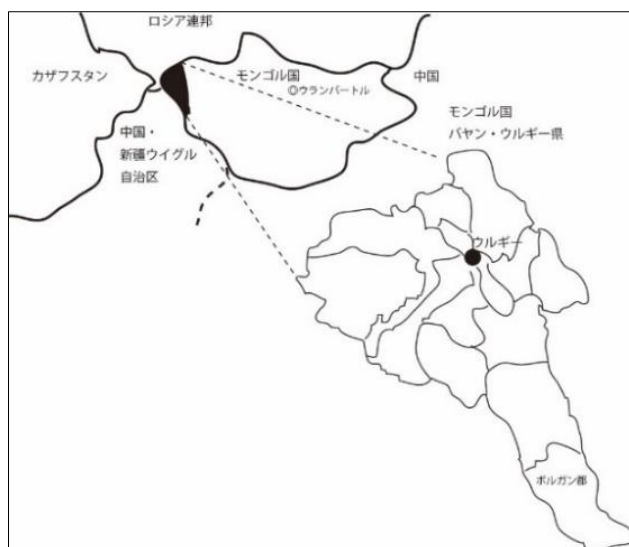 ロシア連邦
カザフスタン
モンゴル国
◎ウランバートル
中国
中国・
新疆ウイグル
自治区
モンゴル国
バヤン・ウルギー県
ウルギー
ボルガン郡